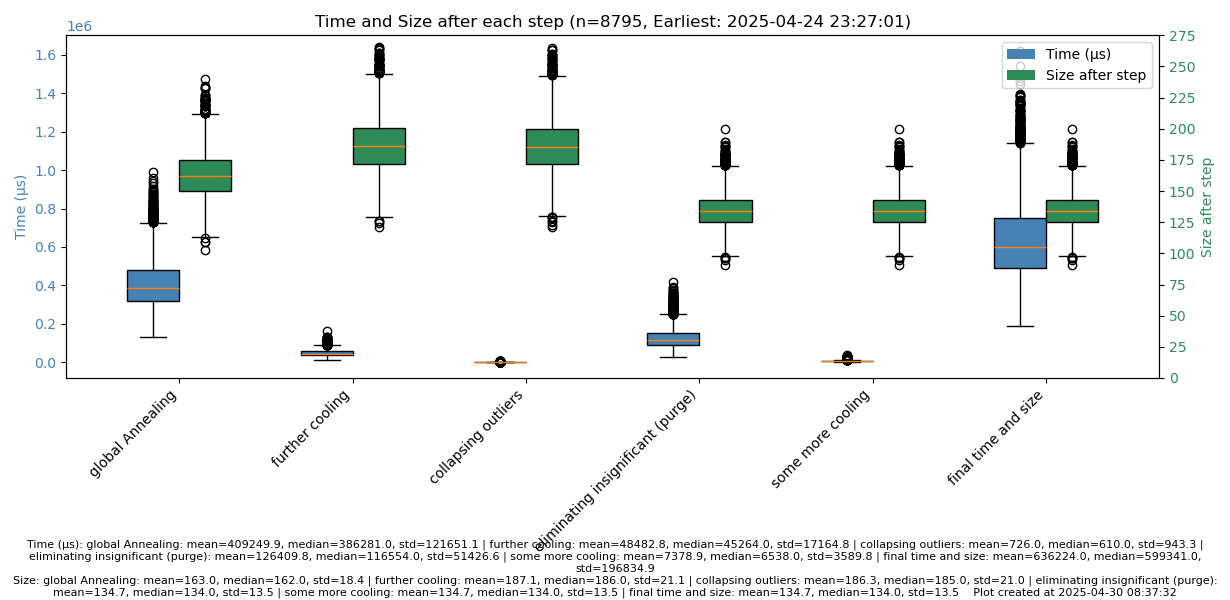 Time and Size after each step (n=8795, Earliest: 2025-04-24 23:27:01)
1e6
1.6
1.4
1.2
1.0
0.8
0.6
0.4
0.2
0.0
Time (µs)
Time (µs)
Size after step
275
250
225
200
175
150
125
100
75
50
25
0
Size after step
global Annealing
further cooling
collapsing outliers
eliminating insignificant (purge)
some more cooling
final time and size
Time (µs): global Annealing: mean=409249.9, median=386281.0, std=121651.1 | further cooling: mean=48482.8, median=45264.0, std=17164.8 | collapsing outliers: mean=726.0, median=610.0, std=943.3 |
eliminating insignificant (purge): mean=126409.8, median=116554.0, std=51426.6 | some more cooling: mean=7378.9, median=6538.0, std=3589.8 | final time and size: mean=636224.0, median=599341.0,
std=196834.9
Size: global Annealing: mean=163.0, median=162.0, std=18.4 | further cooling: mean=187.1, median=186.0, std=21.1 | collapsing outliers: mean=186.3, median=185.0, std=21.0 | eliminating insignificant (purge):
mean=134.7, median=134.0, std=13.5 | some more cooling: mean=134.7, median=134.0, std=13.5 | final time and size: mean=134.7, median=134.0, std=13.5    Plot created at 2025-04-30 08:37:32